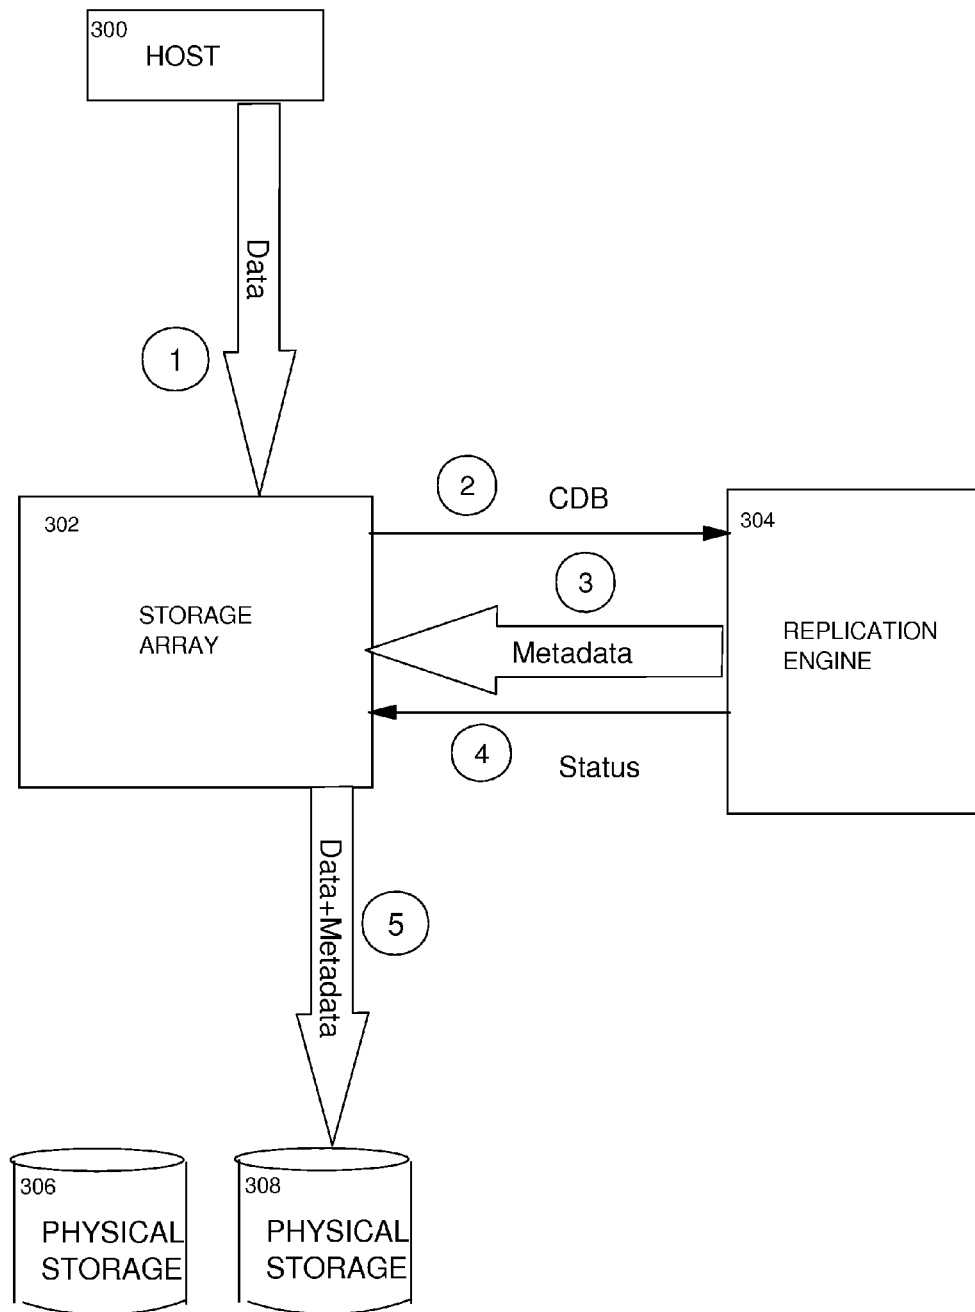 300
HOST
Data
1
2
CDB
302
304
3
STORAGE
ARRAY
Metadata
REPLICATION
ENGINE
4
Status
Data+Metadata
5
306
PHYSICAL
STORAGE
308
PHYSICAL
STORAGE